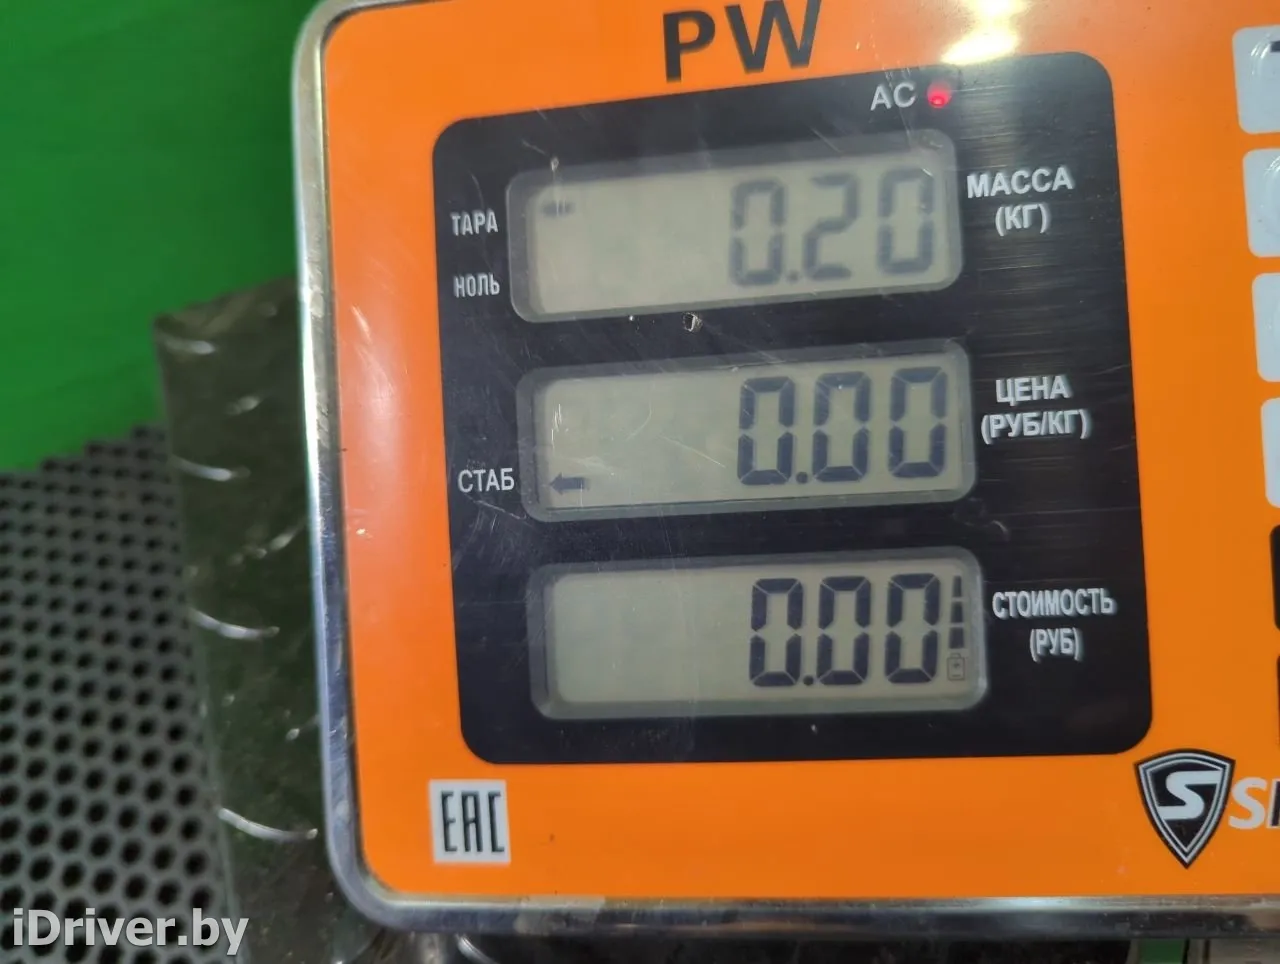 PW
AC
ТАРА
НОЛЬ
0.20
МАССА
(КГ)
СТАБ
0.00
ЦЕНА
(РУБ/КГ)
0.00
СТОИМОСТЬ
(РУБ)
EAC
S
iDriver.by